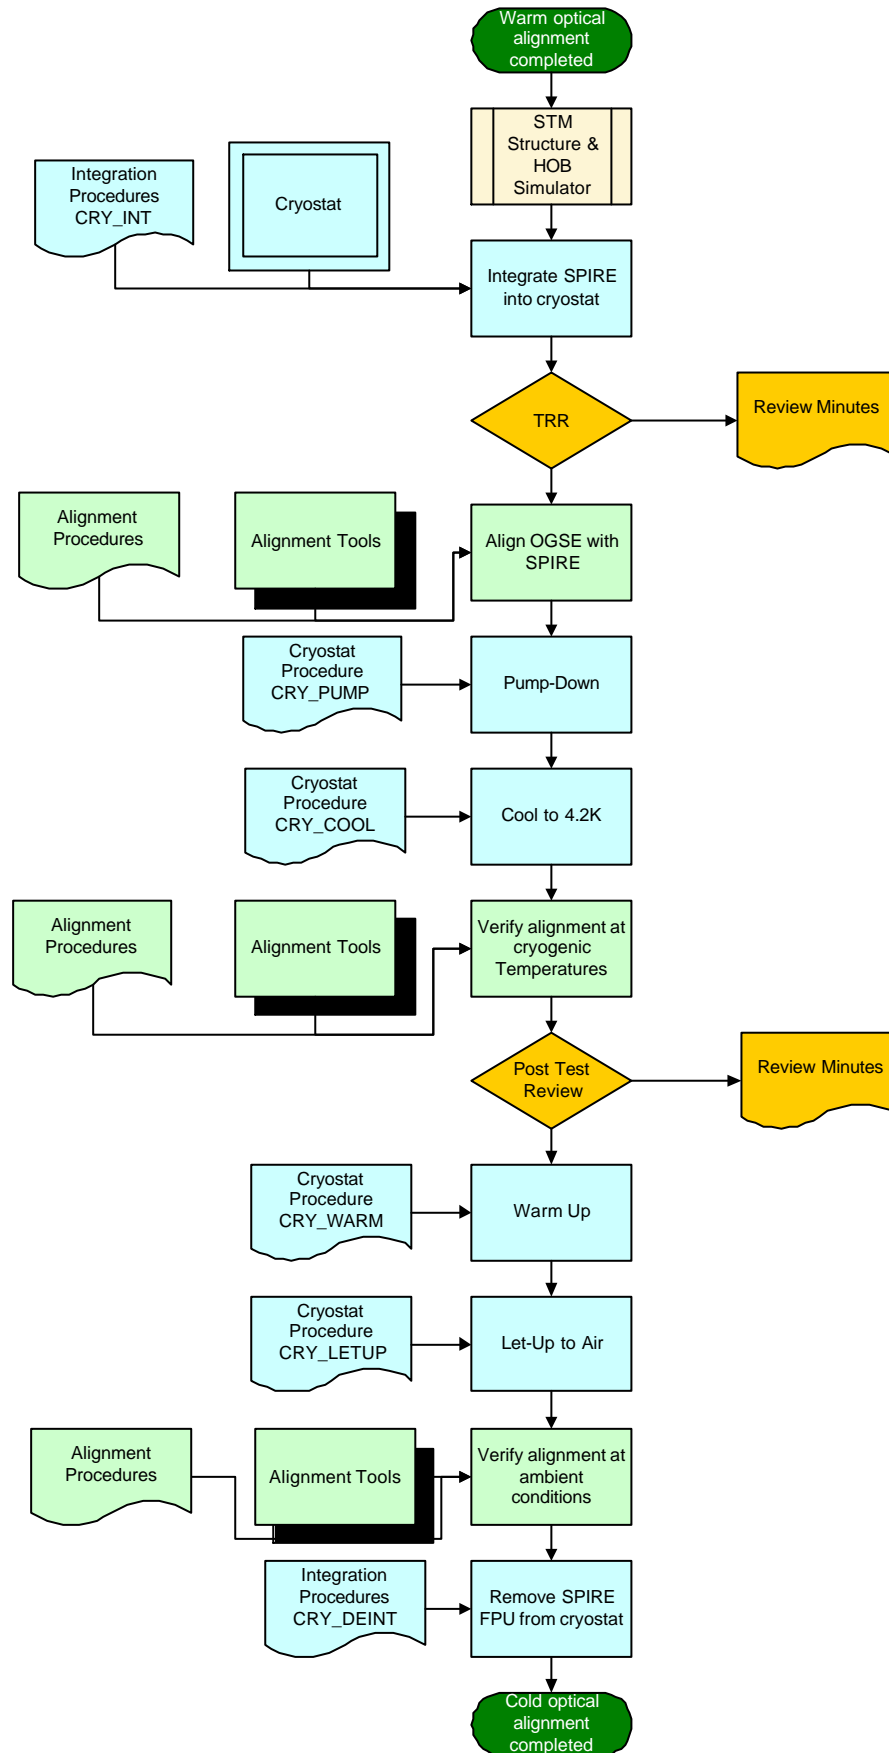 Warm optical
alignment
completed
STM
Structure &
HOB
Simulator
Integration
Procedures
CRY_INT
Cryostat
Integrate SPIRE
into cryostat
TRR
Review Minutes
Alignment
Procedures
Alignment Tools
Align OGSE with
SPIRE
Cryostat
Procedure
CRY_PUMP
Pump-Down
Cryostat
Procedure
CRY_COOL
Cool to 4.2K
Alignment
Procedures
Alignment Tools
Verify alignment at
cryogenic
Temperatures
Post Test
Review
Review Minutes
Cryostat
Procedure
CRY_WARM
Warm Up
Cryostat
Procedure
CRY_LETUP
Let-Up to Air
Alignment
Procedures
Alignment Tools
Verify alignment at
ambient
conditions
Integration
Procedures
CRY_DEINT
Remove SPIRE
FPU from cryostat
Cold optical
alignment
completed